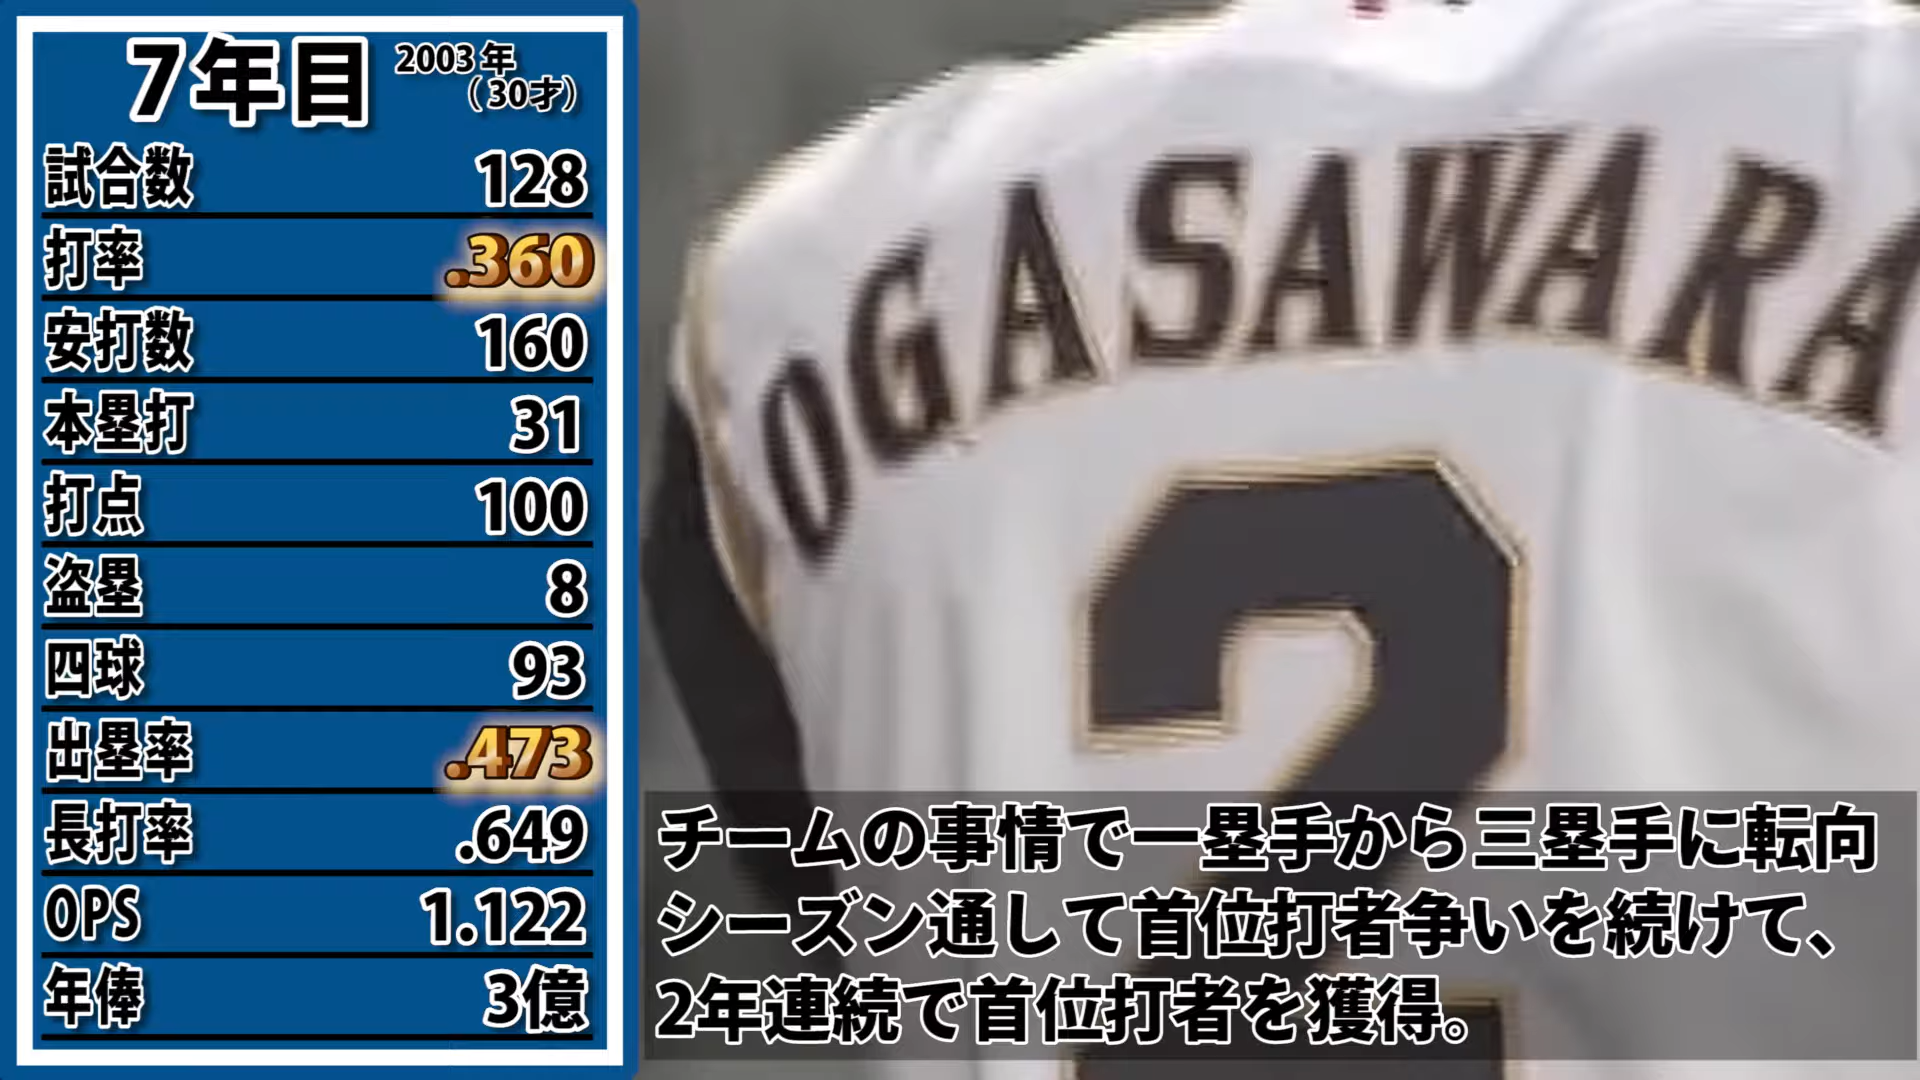 7年目 2003年
（30才）
試合数 128
打率 .360
安打数 160
本塁打 31
打点 100
盗塁 8
四球 93
出塁率 .473
長打率 .649
OPS 1.122
年俸 3億
OGASAWARA
2
チームの事情で一塁手から三塁手に転向
シーズン通して首位打者争いを続けて、
2年連続で首位打者を獲得。